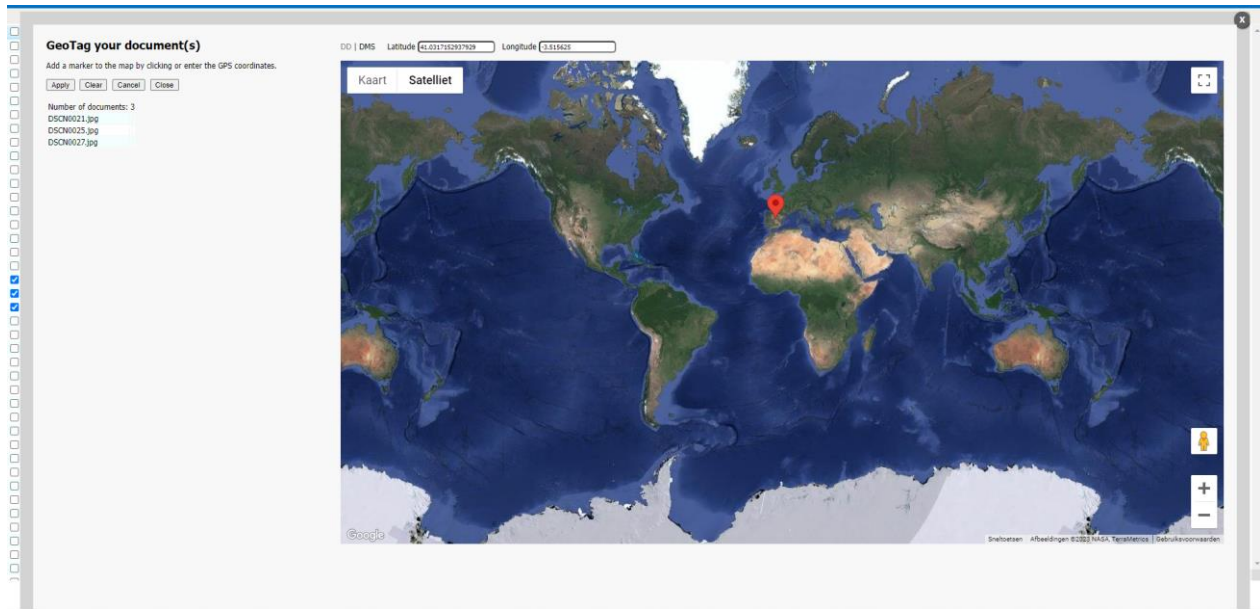 GeoTag your document(s)
DD | DMS Latitude 41.0317152937929 Longitude -3.515625
Add a marker to the map by clicking or enter the GPS coordinates.
Apply Clear Cancel Close
Number of documents: 3
DSCN0021.jpg
DSCN0025.jpg
DSCN0027.jpg
Kaart Satelliet
Google
Sneltoetsen Afbeeldingen ©2023 NASA, TerraMetrics Gebruiksvoorwaarden
X